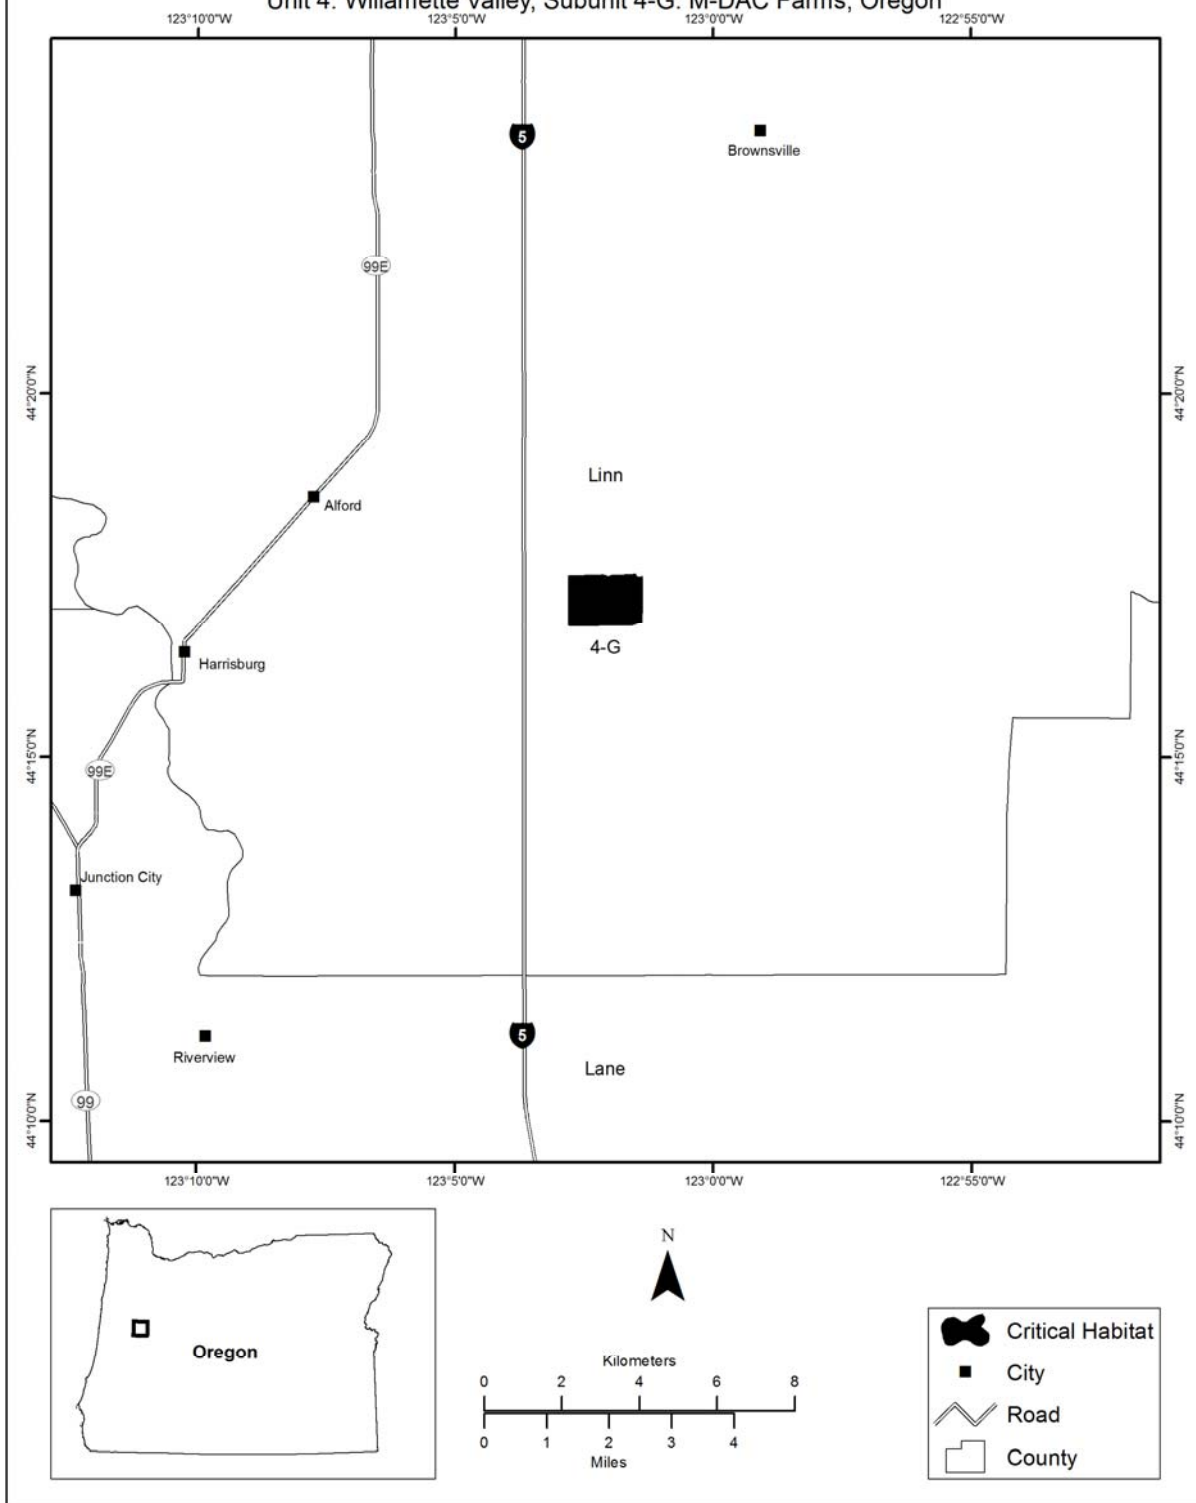 Unit 4: Willamette Valley, Subunit 4-G: M-DAC Farms, Oregon
123°10'0"W 123°5'0"W 123°0'0"W 122°55'0"W
5
Brownsville
99E
44°20'0"N 44°20'0"N
Linn
Alford
4-G
Harrisburg
44°15'0"N 44°15'0"N
99E
Junction City
5
Riverview
Lane
99
44°10'0"N 44°10'0"N
123°10'0"W 123°5'0"W 123°0'0"W 122°55'0"W
Oregon
N
Kilometers
0 2 4 6 8
0 1 2 3 4
Miles
Critical Habitat
City
Road
County